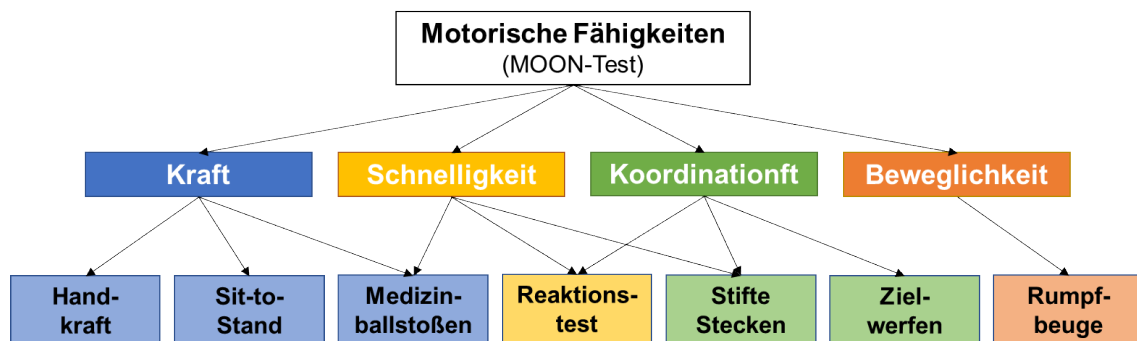 Motorische Fähigkeiten
(MOON-Test)
Kraft
Schnelligkeit
Koordinationft
Beweglichkeit
Hand-
kraft
Sit-to-
Stand
Medizin-
ballstoßen
Reaktions-
test
Stifte
Stecken
Ziel-
werfen
Rumpf-
beuge